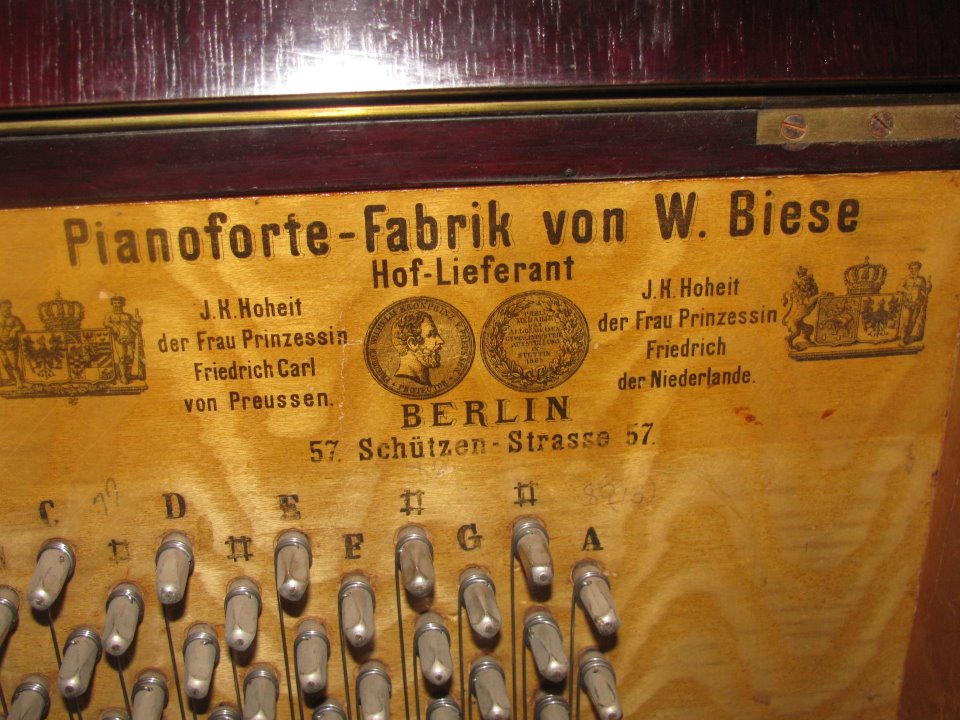 Pianoforte-Fabrik von W. Biese
Hof-Lieferant
J.K. Hoheit
der Frau Prinzessin
Friedrich Carl
von Preussen.
J.K. Hoheit
der Frau Prinzessin
Friedrich
der Niederlande.
BERLIN
57. Schützen-Strasse 57.
C D E # #
# # F G A